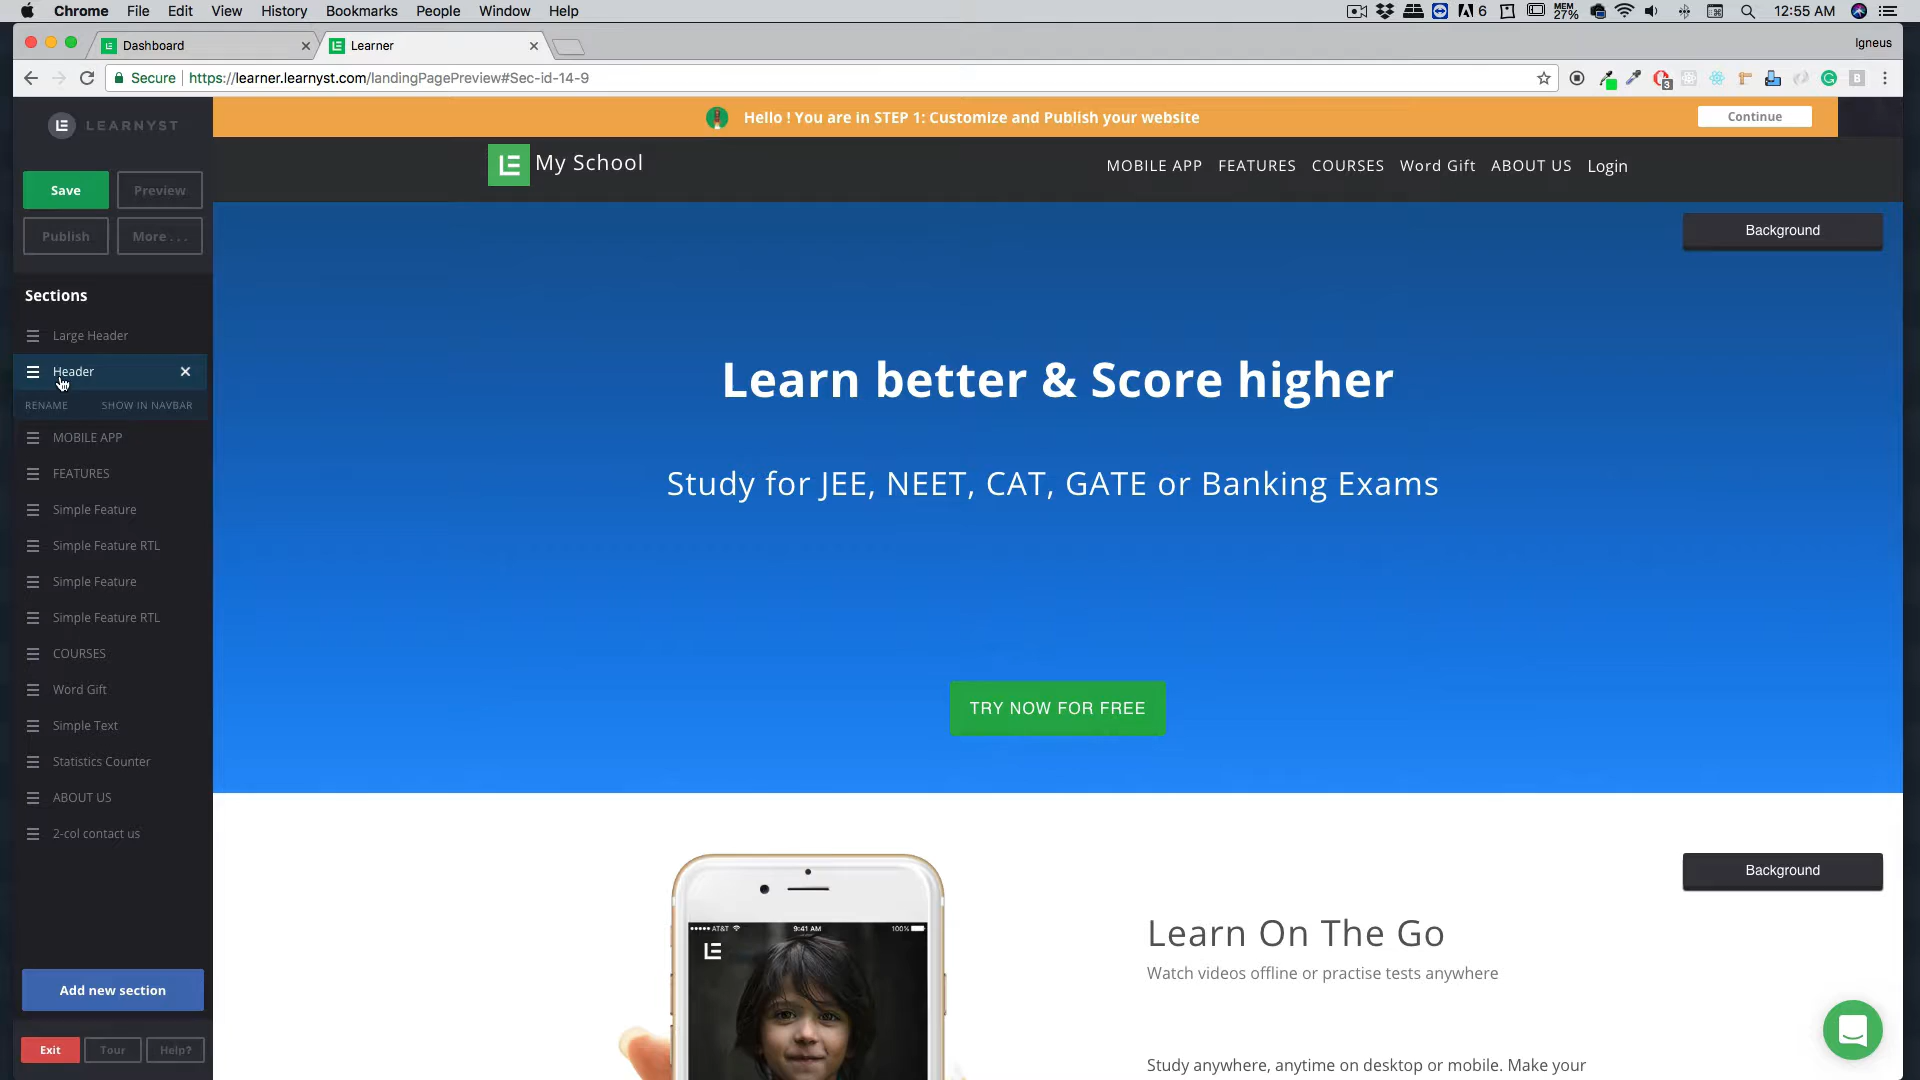 Chrome File Edit View History Bookmarks People Window Help
6 MEM 27% 12:55 AM
Dashboard
Learner
Igneus
Secure https://learner.learnyst.com/landingPagePreview#Sec-id-14-9
3
LEARNYST
Hello ! You are in STEP 1: Customize and Publish your website
Continue
My School
MOBILE APP FEATURES COURSES Word Gift ABOUT US Login
Save
Preview
Publish
More . . .
Background
Sections
Large Header
Header
RENAME SHOW IN NAVBAR
MOBILE APP
FEATURES
Simple Feature
Simple Feature RTL
Simple Feature
Simple Feature RTL
COURSES
Word Gift
Simple Text
Statistics Counter
ABOUT US
2-col contact us
Add new section
Exit
Tour
Help?
Learn better & Score higher
Study for JEE, NEET, CAT, GATE or Banking Exams
TRY NOW FOR FREE
Background
AT&T 9:41 AM 100%
Learn On The Go
Watch videos offline or practise tests anywhere
Study anywhere, anytime on desktop or mobile. Make your